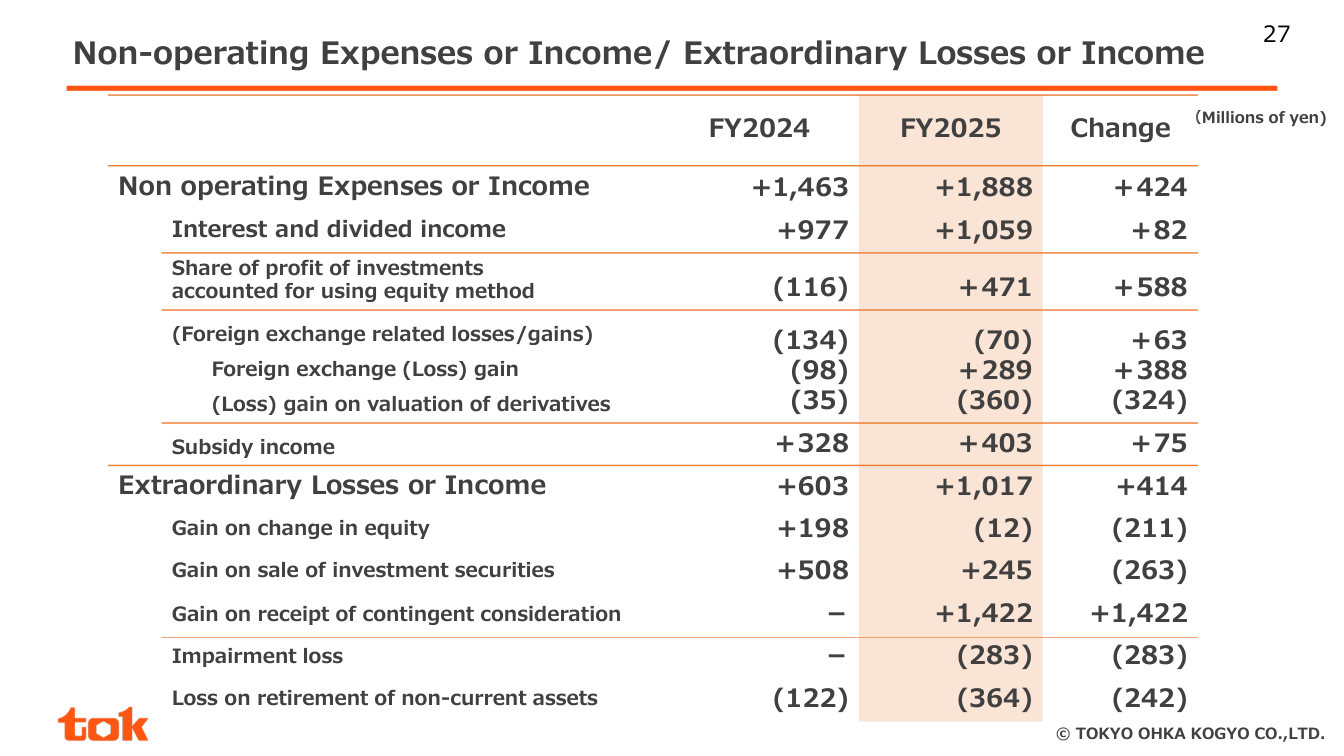 27
Non-operating Expenses or Income/ Extraordinary Losses or Income
(Millions of yen)
FY2024 FY2025 Change
Non operating Expenses or Income +1,463 +1,888 +424
Interest and divided income +977 +1,059 +82
Share of profit of investments
accounted for using equity method (116) +471 +588
(Foreign exchange related losses/gains) (134) (70) +63
Foreign exchange (Loss) gain (98) +289 +388
(Loss) gain on valuation of derivatives (35) (360) (324)
Subsidy income +328 +403 +75
Extraordinary Losses or Income +603 +1,017 +414
Gain on change in equity +198 (12) (211)
Gain on sale of investment securities +508 +245 (263)
Gain on receipt of contingent consideration – +1,422 +1,422
Impairment loss – (283) (283)
Loss on retirement of non-current assets (122) (364) (242)
tok
© TOKYO OHKA KOGYO CO.,LTD.